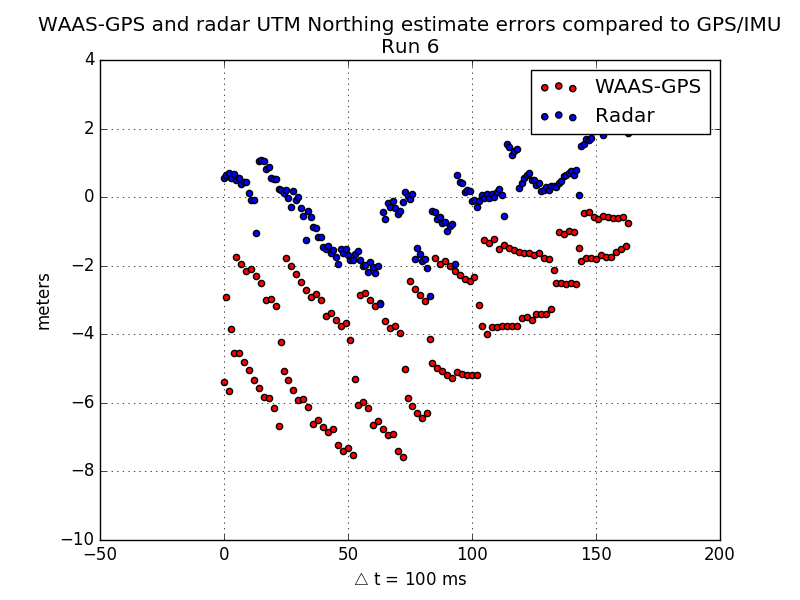 WAAS-GPS and radar UTM Northing estimate errors compared to GPS/IMU
Run 6
4
2
0
−2
−4
−6
−8
−10
meters
WAAS-GPS
Radar
−50
0
50
100
150
200
△ t = 100 ms